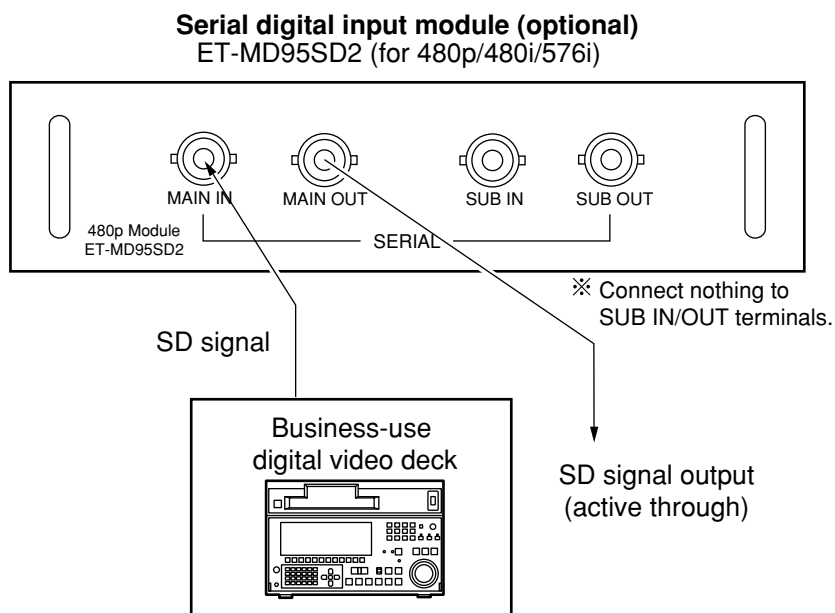 Serial digital input module (optional)
ET-MD95SD2 (for 480p/480i/576i)
MAIN IN
MAIN OUT
SUB IN
SUB OUT
480p Module
ET-MD95SD2
SERIAL
※ Connect nothing to
SUB IN/OUT terminals.
SD signal
Business-use
digital video deck
SD signal output
(active through)